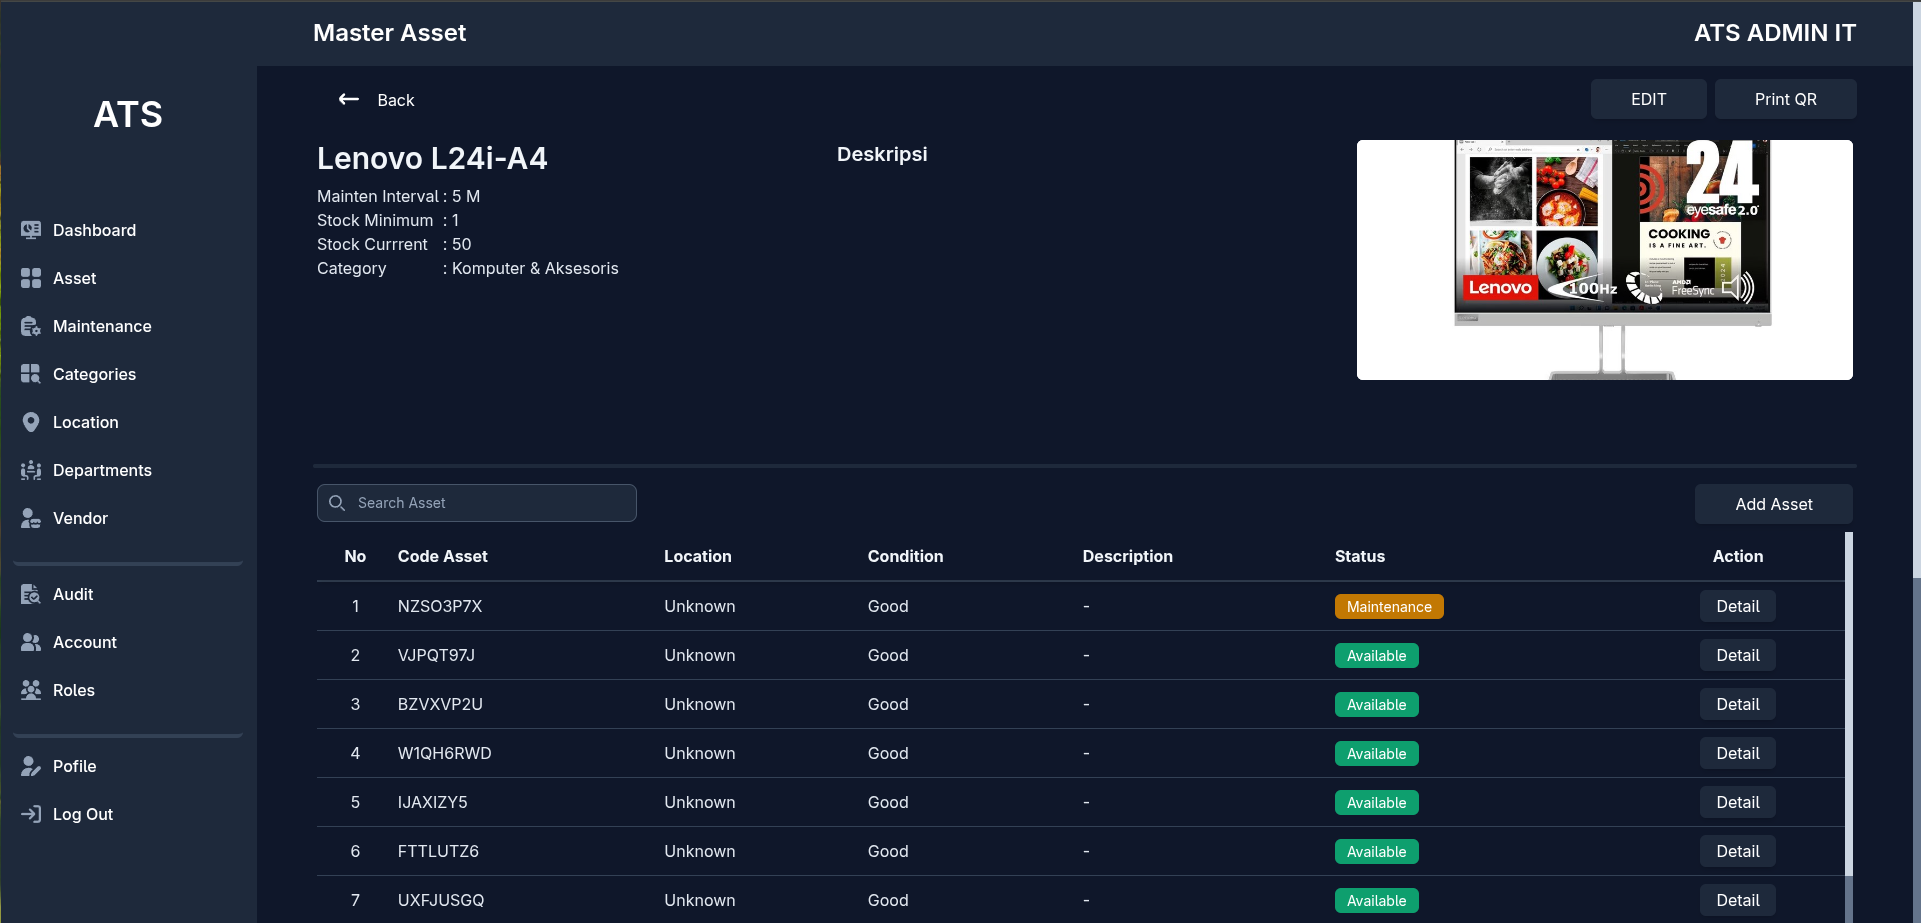 Master Asset
ATS ADMIN IT
ATS
Dashboard
Asset
Maintenance
Categories
Location
Departments
Vendor
Audit
Account
Roles
Pofile
Log Out
Back
EDIT
Print QR
Lenovo L24i-A4
Mainten Interval : 5 M
Stock Minimum : 1
Stock Currrent : 50
Category : Komputer & Aksesoris
Deskripsi
24
eyesafe 2.0
COOKING
IS A FINE ART.
Lenovo
100Hz
AMD
FreeSync
Search Asset
Add Asset
No Code Asset Location Condition Description Status Action
1 NZSO3P7X Unknown Good - Maintenance Detail
2 VJPQT97J Unknown Good - Available Detail
3 BZVXVP2U Unknown Good - Available Detail
4 W1QH6RWD Unknown Good - Available Detail
5 IJAXIZY5 Unknown Good - Available Detail
6 FTTLUTZ6 Unknown Good - Available Detail
7 UXFJUSGQ Unknown Good - Available Detail